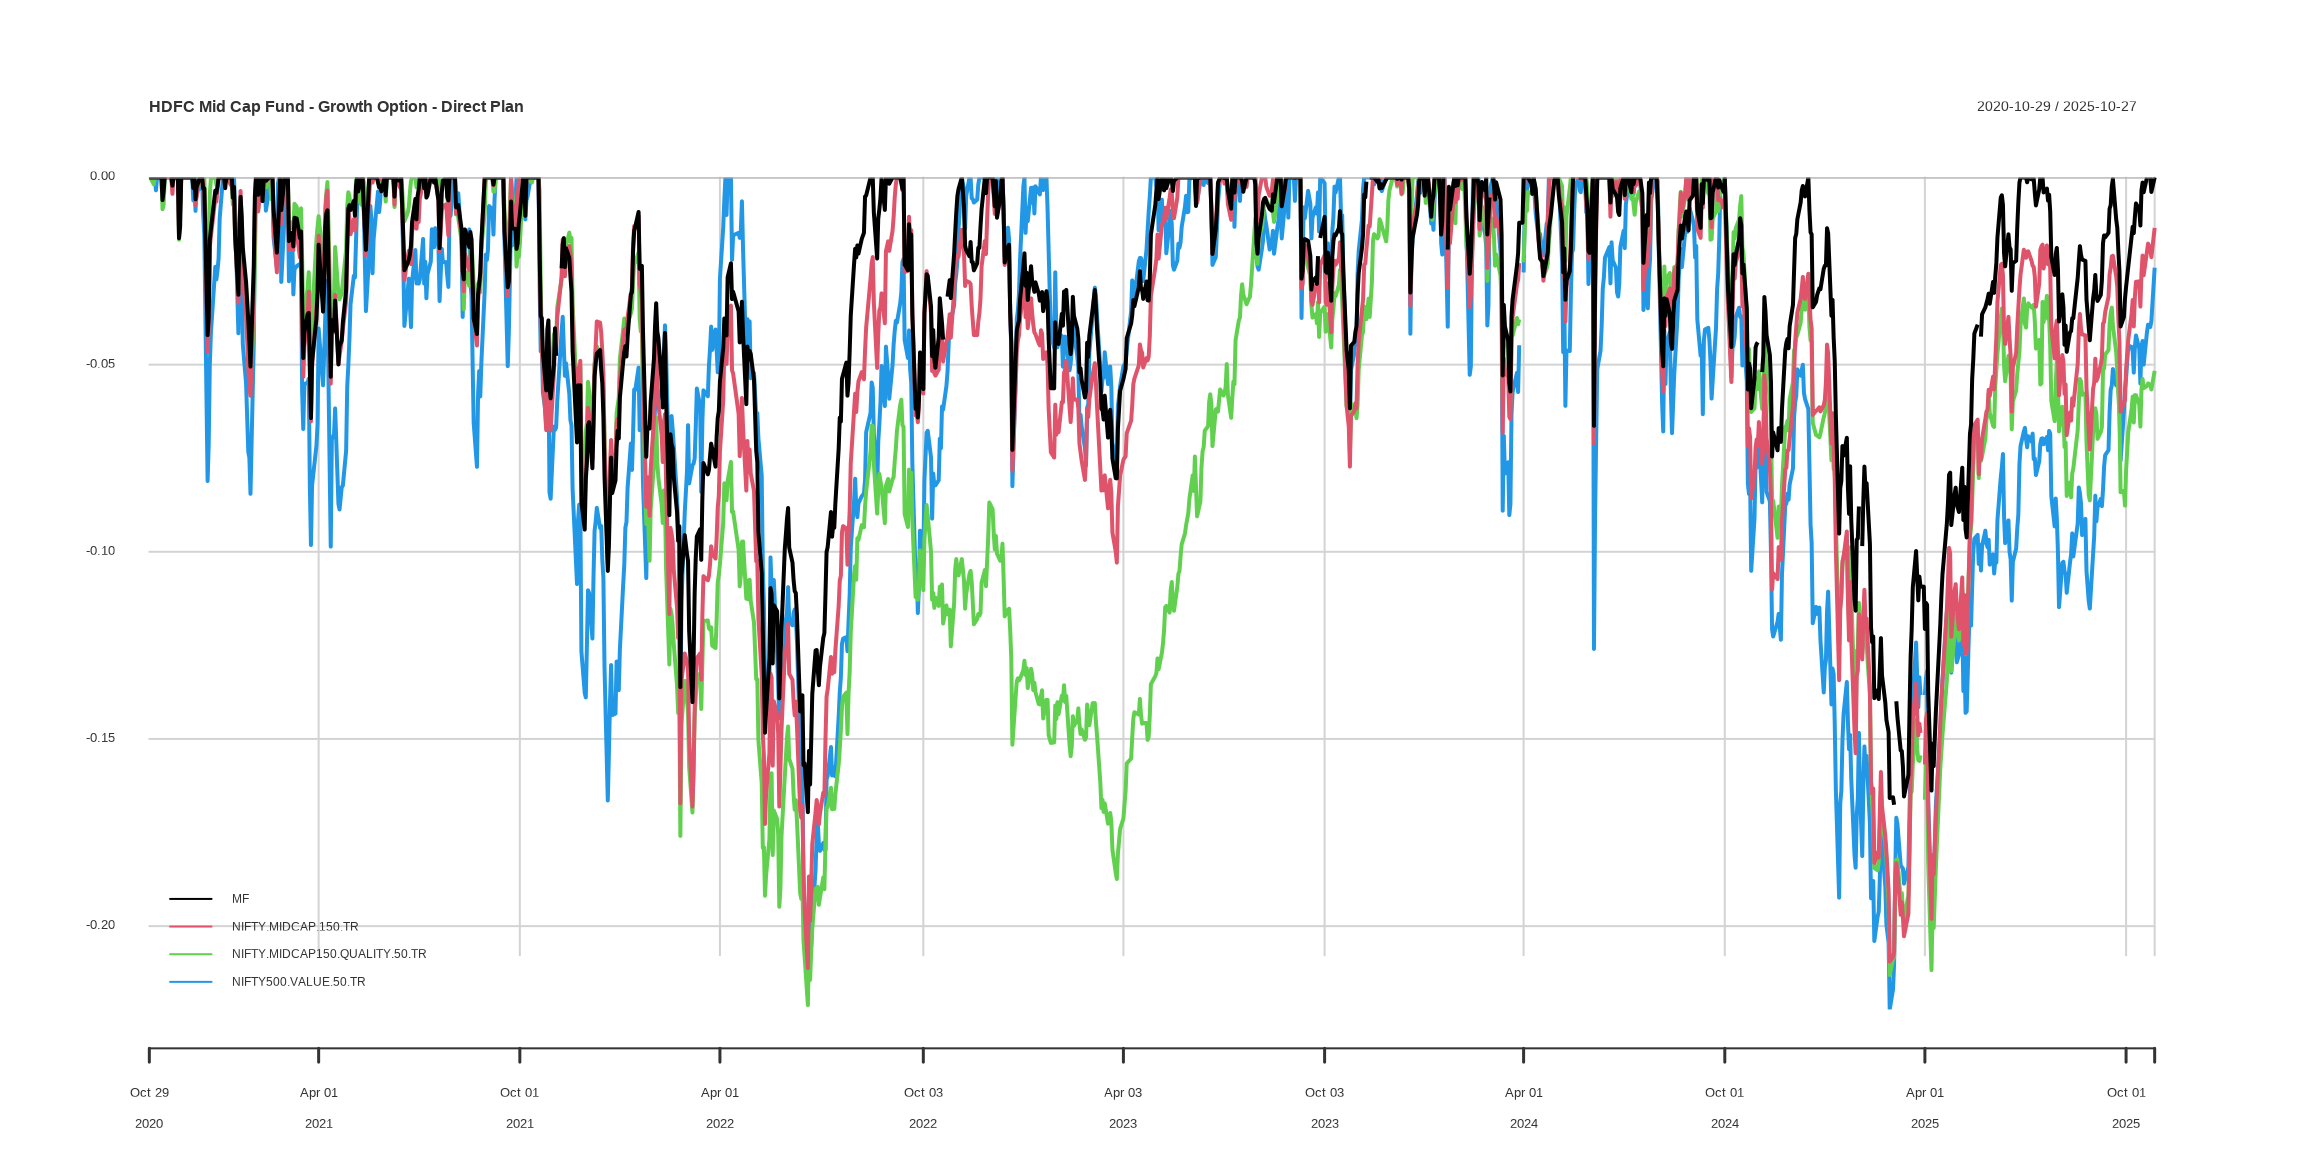 HDFC Mid Cap Fund - Growth Option - Direct Plan
2020-10-29 / 2025-10-27
0.00
-0.05
-0.10
-0.15
-0.20
MF
NIFTY.MIDCAP.150.TR
NIFTY.MIDCAP150.QUALITY.50.TR
NIFTY500.VALUE.50.TR
Oct 29 Apr 01 Oct 01 Apr 01 Oct 03 Apr 03 Oct 03 Apr 01 Oct 01 Apr 01 Oct 01
2020 2021 2021 2022 2022 2023 2023 2024 2024 2025 2025